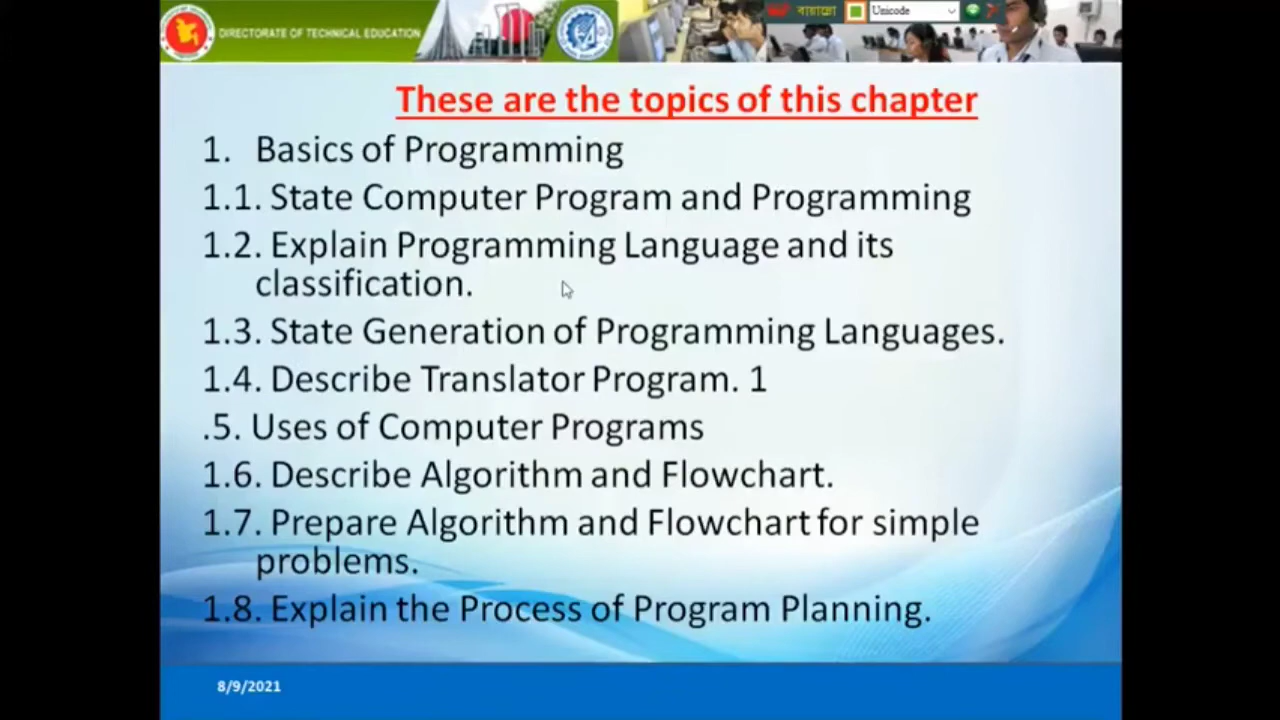 DIRECTORATE OF TECHNICAL EDUCATION
Unicode
These are the topics of this chapter
1. Basics of Programming
1.1. State Computer Program and Programming
1.2. Explain Programming Language and its
classification.
1.3. State Generation of Programming Languages.
1.4. Describe Translator Program. 1
.5. Uses of Computer Programs
1.6. Describe Algorithm and Flowchart.
1.7. Prepare Algorithm and Flowchart for simple
problems.
1.8. Explain the Process of Program Planning.
8/9/2021